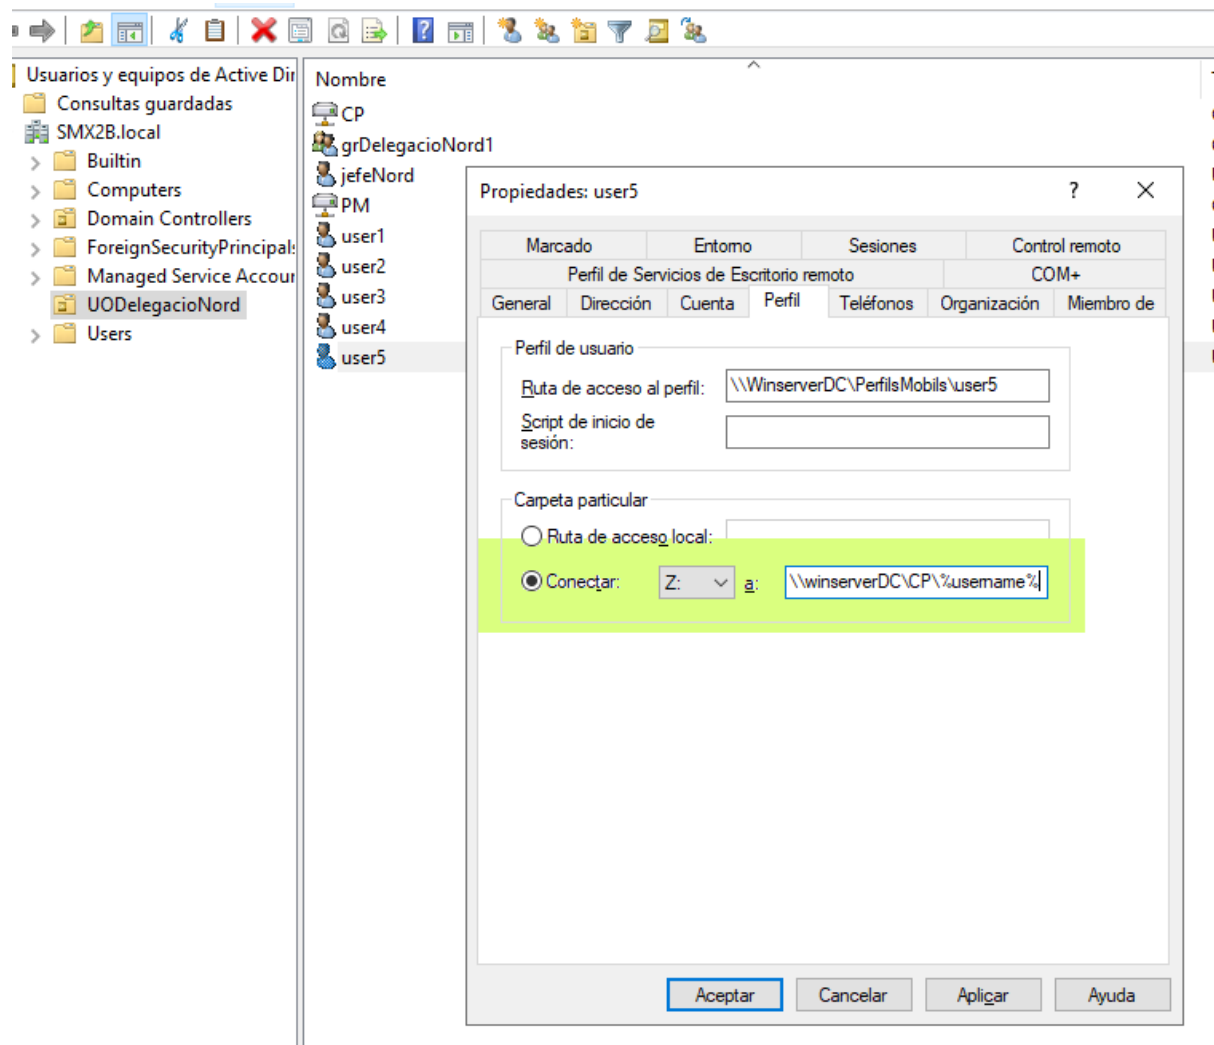 Usuarios y equipos de Active Dir
Consultas guardadas
SMX2B.local
Builtin
Computers
Domain Controllers
ForeignSecurityPrincipals
Managed Service Accoun
UODelegacioNord
Users
Nombre
CP
grDelegacioNord1
jefeNord
PM
user1
user2
user3
user4
user5
Propiedades: user5
?
Marcado Entorno Sesiones Control remoto
Perfil de Servicios de Escritorio remoto COM+
General Dirección Cuenta Perfil Teléfonos Organización Miembro de
Perfil de usuario
Ruta de acceso al perfil: \\WinserverDC\PerfilsMobils\user5
Script de inicio de
sesión:
Carpeta particular
Ruta de acceso local:
Conectar: Z: a: \\winserverDC\CP\%username%
Aceptar Cancelar Aplicar Ayuda